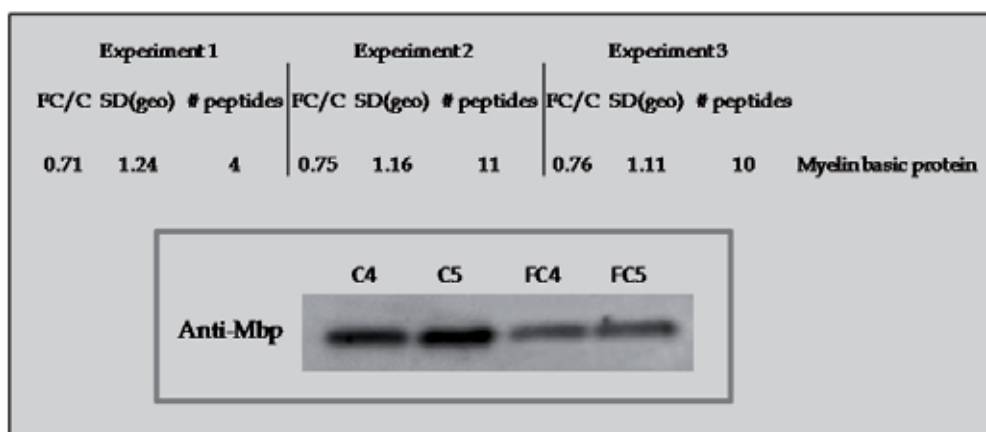 Experiment 1 Experiment 2 Experiment 3
FC/C SD(geo) # peptides FC/C SD(geo) # peptides FC/C SD(geo) # peptides
0.71 1.24 4 0.75 1.16 11 0.76 1.11 10 Myelin basic protein
C4 C5 FC4 FC5
Anti-Mbp